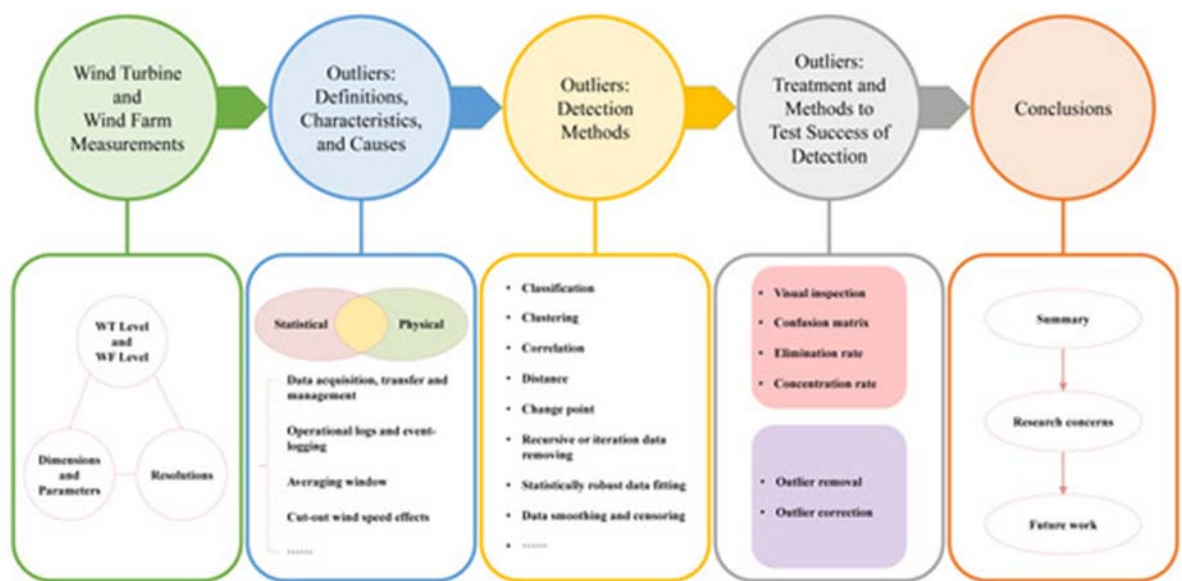 Wind Turbine
and
Wind Farm
Measurements
Outliers:
Definitions,
Characteristics,
and Causes
Outliers:
Detection
Methods
Outliers:
Treatment and
Methods to
Test Success of
Detection
Conclusions
WT Level
and
WF Level
Dimensions
and
Parameters
Resolutions
Statistical
Physical
Data acquisition, transfer and
management
Operational logs and event-
logging
Averaging window
Cut-out wind speed effects
......
• Classification
• Clustering
• Correlation
• Distance
• Change point
• Recursive or iteration data
removing
• Statistically robust data fitting
• Data smoothing and censoring
• ......
• Visual inspection
• Confusion matrix
• Elimination rate
• Concentration rate
• Outlier removal
• Outlier correction
Summary
Research concerns
Future work